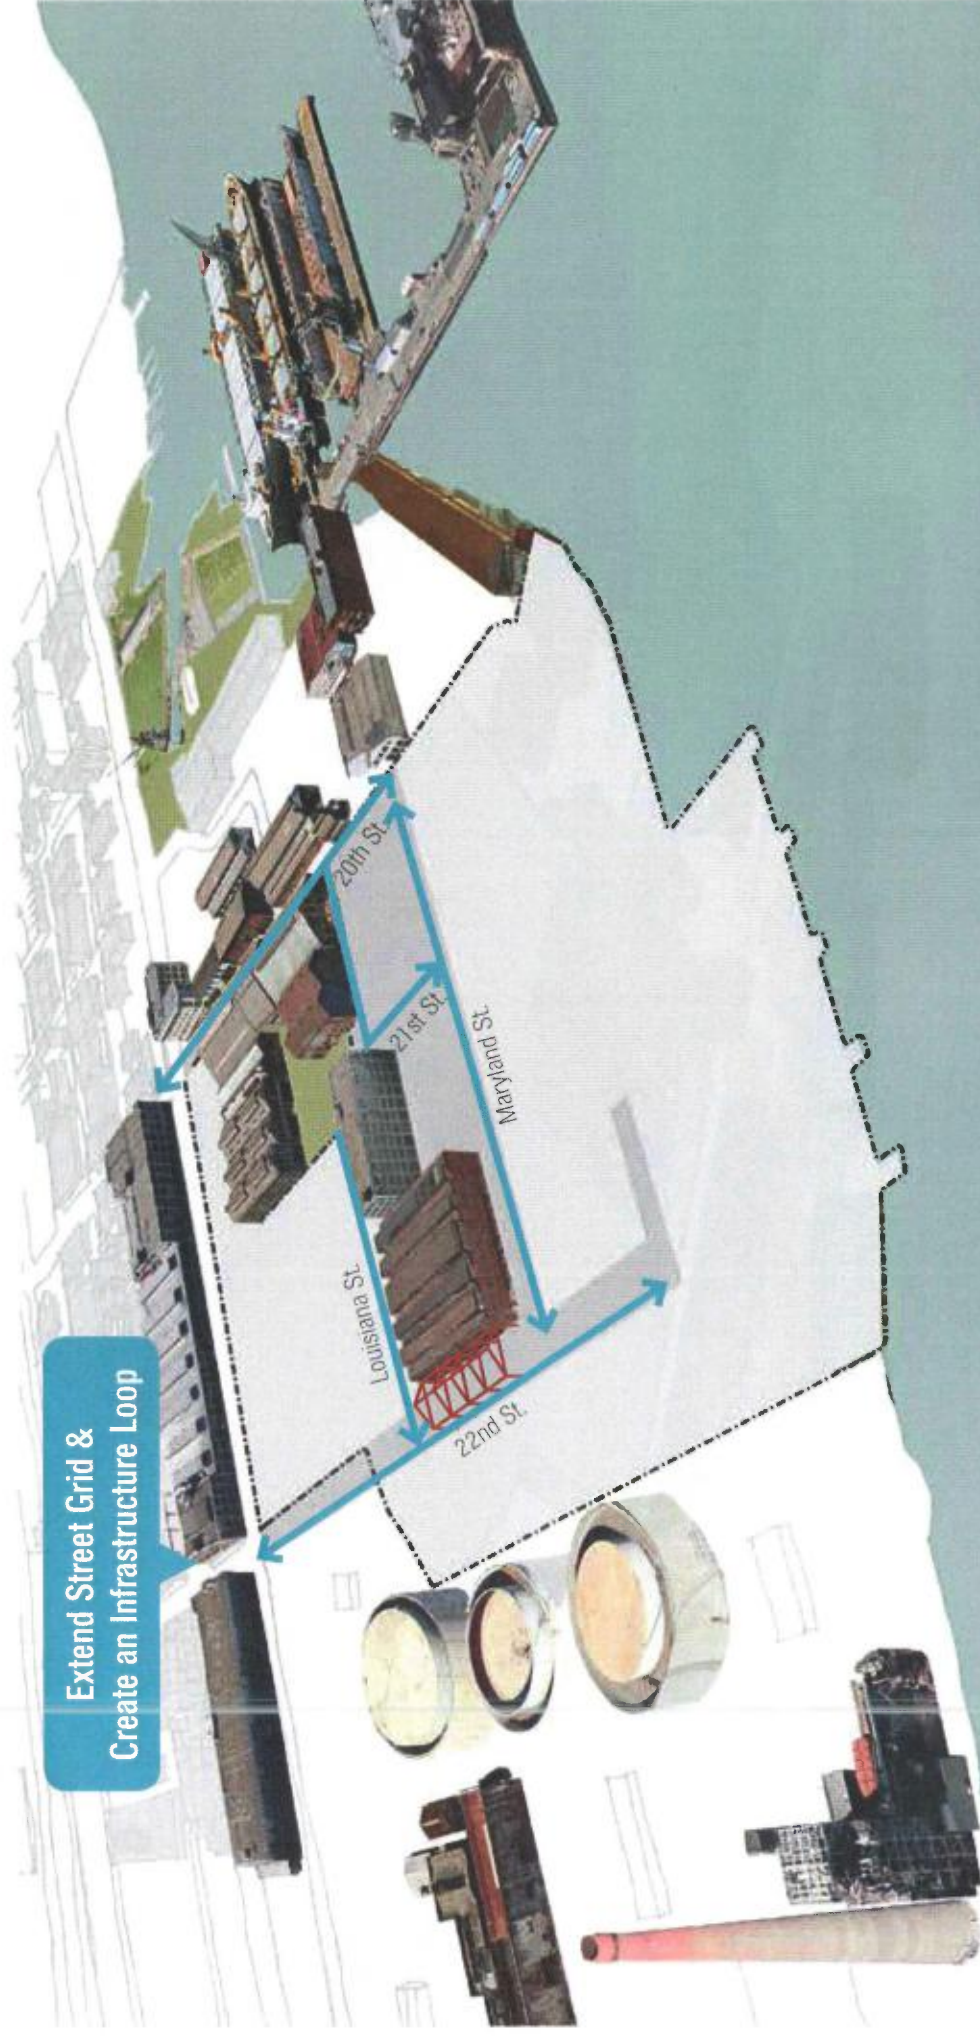 Extend Street Grid &
Create an Infrastructure Loop
Louisiana St.
22nd St.
20th St.
21st St.
Maryland St.